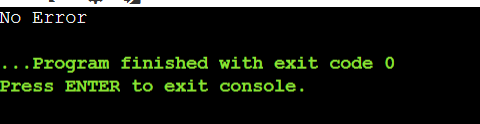 No Error
...Program finished with exit code 0
Press ENTER to exit console.